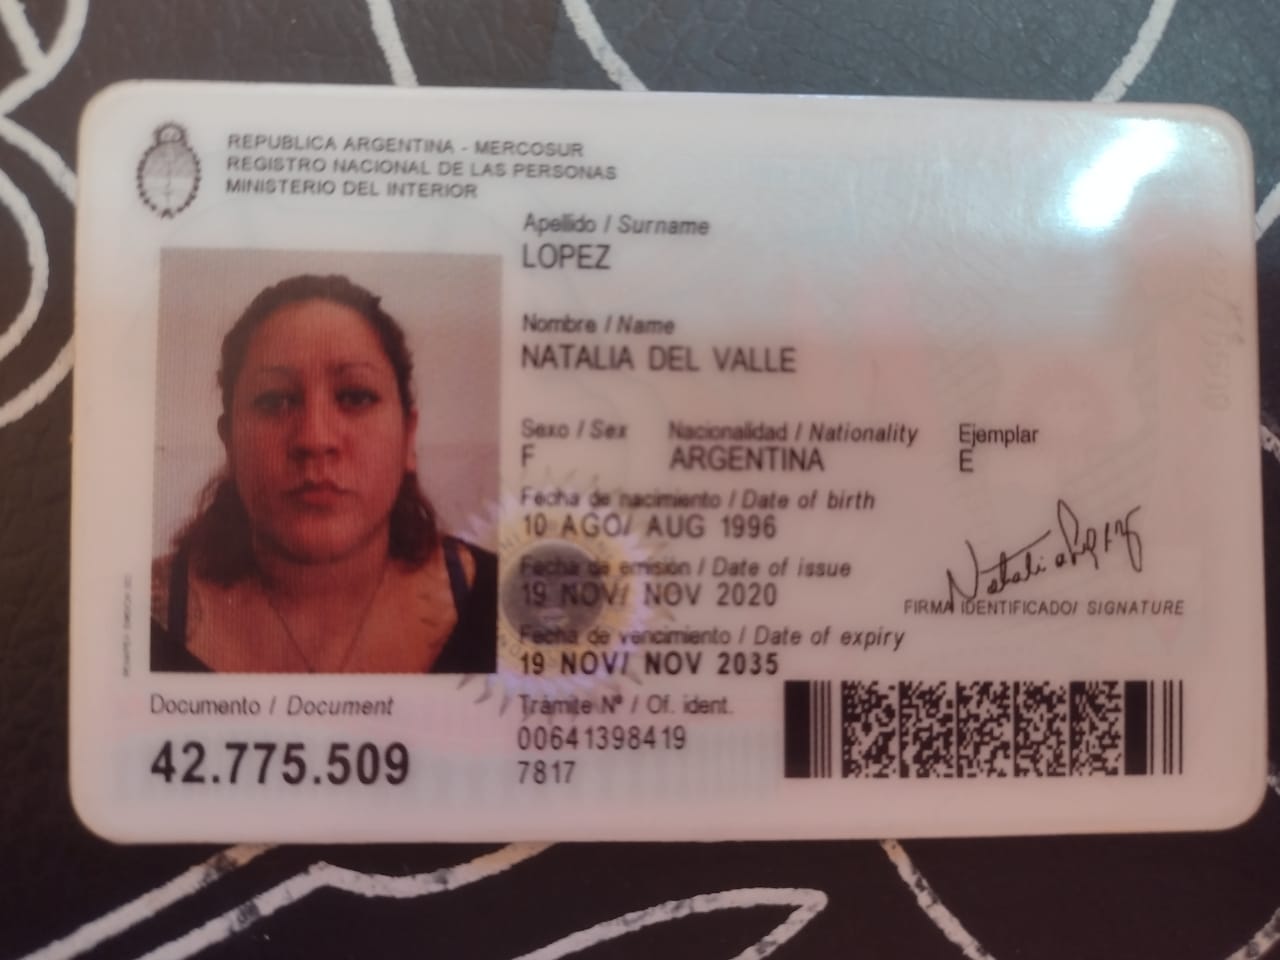 REPUBLICA ARGENTINA - MERCOSUR
REGISTRO NACIONAL DE LAS PERSONAS
MINISTERIO DEL INTERIOR
Apellido / Surname
LOPEZ
Nombre / Name
NATALIA DEL VALLE
Sexo / Sex
F
Nacionalidad / Nationality
ARGENTINA
Ejemplar
E
Fecha de nacimiento / Date of birth
10 AGO/ AUG 1996
Fecha de emisión / Date of issue
19 NOV/ NOV 2020
Fecha de vencimiento / Date of expiry
19 NOV/ NOV 2035
Natalia Lopez
FIRMA IDENTIFICADO/ SIGNATURE
Documento / Document
42.775.509
Trámite Nº / Of. ident.
00641398419
7817